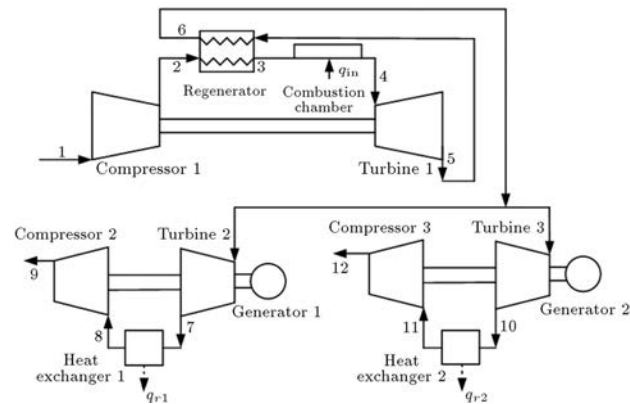 6
2
3
q_in
4
Regenerator
Combustion
chamber
1
5
Compressor 1
Turbine 1
Compressor 2
Turbine 2
Compressor 3
Turbine 3
9
12
Generator 1
Generator 2
8
7
11
10
Heat
exchanger 1
Heat
exchanger 2
q_r1
q_r2